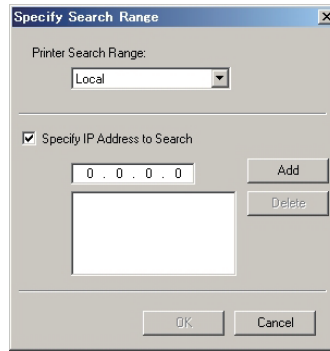 Specify Search Range
Printer Search Range:
Local
Specify IP Address to Search
0 . 0 . 0 . 0
Add
Delete
OK
Cancel